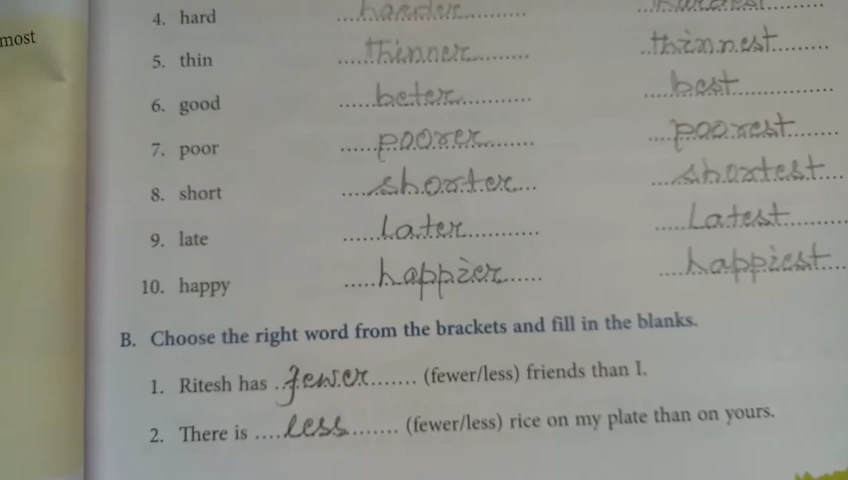 most
4. hard harder hardest
5. thin thinner thinnest
6. good beter best
7. poor poorer poorest
8. short shorter shortest
9. late Later Latest
10. happy happier happiest
B. Choose the right word from the brackets and fill in the blanks.
1. Ritesh has ..fewer....... (fewer/less) friends than I.
2. There is ....less....... (fewer/less) rice on my plate than on yours.